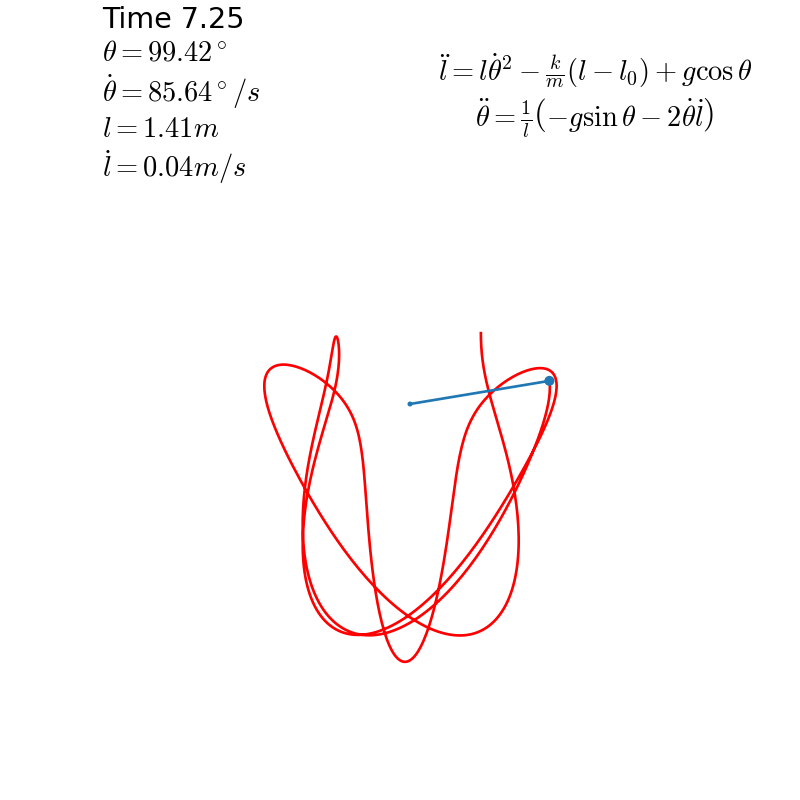 Time 7.25
θ = 99.42°
θ̇ = 85.64° /s
l = 1.41m
l̇ = 0.04m/s
l̈ = lθ̇² − k/m(l − l₀) + g cos θ
θ̈ = 1/l(−g sin θ − 2θ̇l̇)